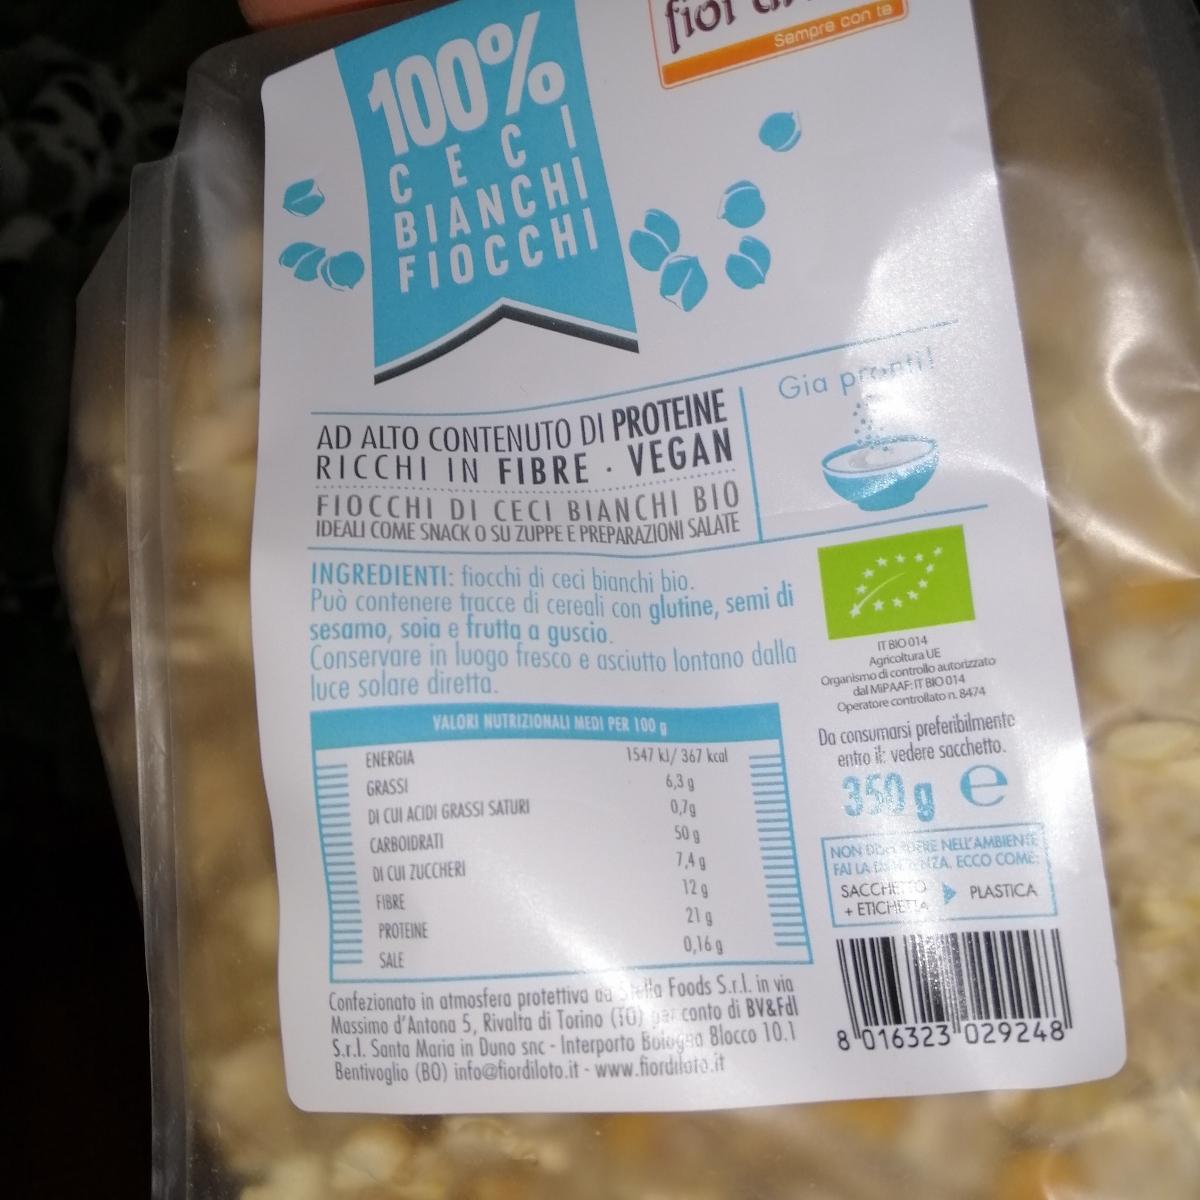 100%
CECI
BIANCHI
FIOCCHI
fior
Sempre con te
AD ALTO CONTENUTO DI PROTEINE
RICCHI IN FIBRE · VEGAN
FIOCCHI DI CECI BIANCHI BIO
IDEALI COME SNACK O SU ZUPPE E PREPARAZIONI SALATE
Gia pronti!
INGREDIENTI: fiocchi di ceci bianchi bio.
Può contenere tracce di cereali con glutine, semi di
sesamo, soia e frutta a guscio.
Conservare in luogo fresco e asciutto lontano dalla
luce solare diretta.
IT BIO 014
Agricoltura UE
Organismo di controllo autorizzato
dal MiPAAF: IT BIO 014
Operatore controllato n. 8474
Da consumarsi preferibilmente
entro il: vedere sacchetto.
350 g e
VALORI NUTRIZIONALI MEDI PER 100 g
ENERGIA 1547 kJ/ 367 kcal
GRASSI 6,3 g
DI CUI ACIDI GRASSI SATURI 0,7g
CARBOIDRATI 50 g
DI CUI ZUCCHERI 7,4 g
FIBRE 12 g
PROTEINE 21 g
SALE 0,16 g
NON DISPERDERE NELL'AMBIENTE
FAI LA DIFFERENZA, ECCO COME:
SACCHETTO
+ ETICHETTA
PLASTICA
Confezionato in atmosfera protettiva da Stella Foods S.r.l. in via
Massimo d'Antona 5, Rivalta di Torino (TO) per conto di BV&Fdl
S.r.l. Santa Maria in Duno snc - Interporto Bologna Blocco 10.1
Bentivoglio (BO) info@fiordiloto.it - www.fiordiloto.it
8 016323 029248